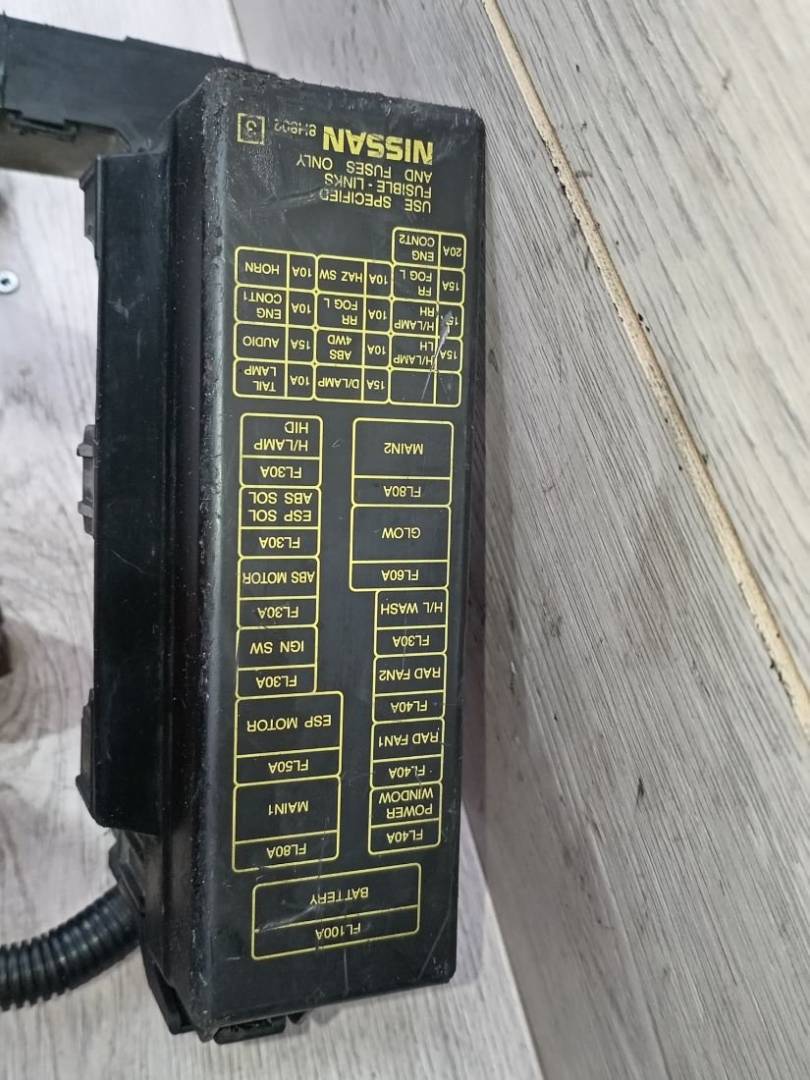 FL100A
BATTERY
FL40A
POWER
WINDOW
FL40A
RAD FAN1
FL40A
RAD FAN2
FL30A
H/L WASH
FL60A
GLOW
FL80A
MAIN2
FL80A
MAIN1
FL50A
ESP MOTOR
FL30A
IGN SW
FL30A
ABS MOTOR
FL30A
ESP SOL
ABS SOL
FL30A
H/LAMP
HID
15A D/LAMP
10A TAIL
LAMP
15A H/LAMP
LH
10A ABS
4WD
15A AUDIO
15A H/LAMP
RH
10A RR
FOG L
10A ENG
CONT1
15A FR
FOG L
10A HAZ SW
10A HORN
20A ENG
CONT2
USE SPECIFIED
FUSIBLE - LINKS
AND FUSES ONLY
NISSAN 8H802 3